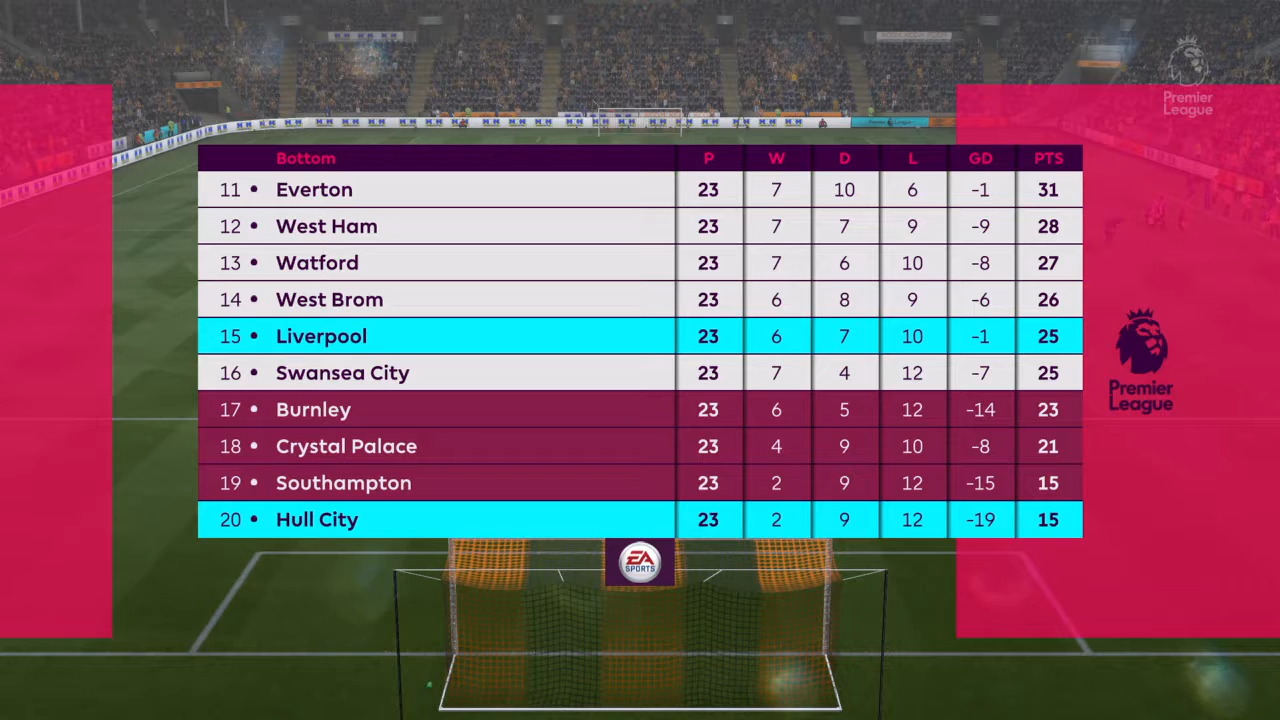 Premier
League
Premier League
Bottom P W D L GD PTS
11 • Everton 23 7 10 6 -1 31
12 • West Ham 23 7 7 9 -9 28
13 • Watford 23 7 6 10 -8 27
14 • West Brom 23 6 8 9 -6 26
15 • Liverpool 23 6 7 10 -1 25
16 • Swansea City 23 7 4 12 -7 25
17 • Burnley 23 6 5 12 -14 23
18 • Crystal Palace 23 4 9 10 -8 21
19 • Southampton 23 2 9 12 -15 15
20 • Hull City 23 2 9 12 -19 15
Premier
League
EA
SPORTS